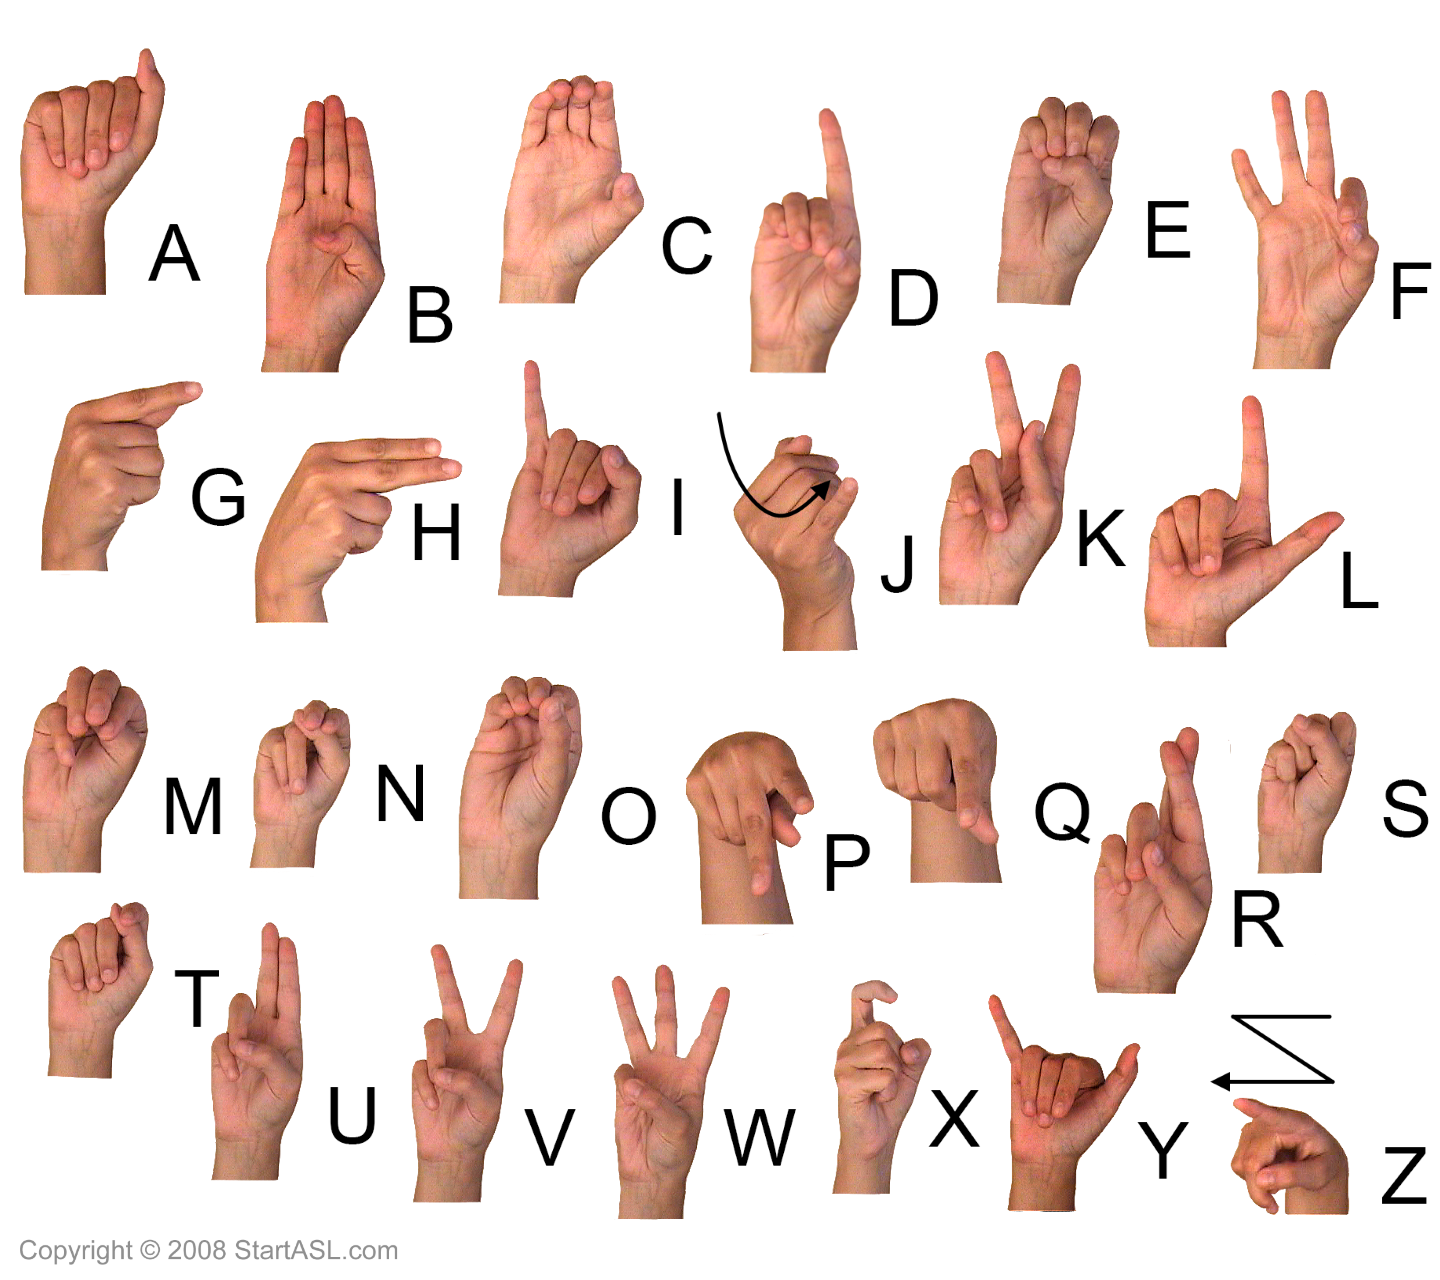 A B C D E F
G H I J K L
M N O P Q R S
T U V W X Y Z
Copyright © 2008 StartASL.com